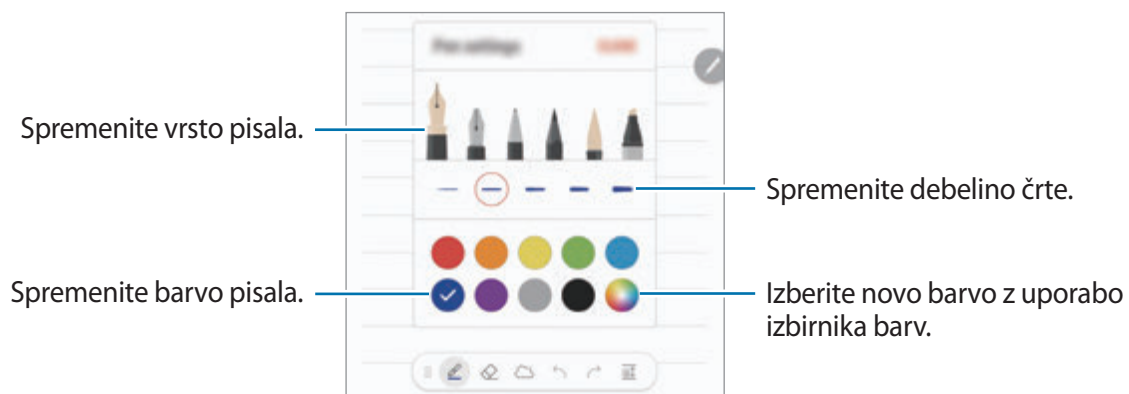 Spremenite vrsto pisala.
Spremenite debelino črte.
Spremenite barvo pisala.
Izberite novo barvo z uporabo
izbirnika barv.